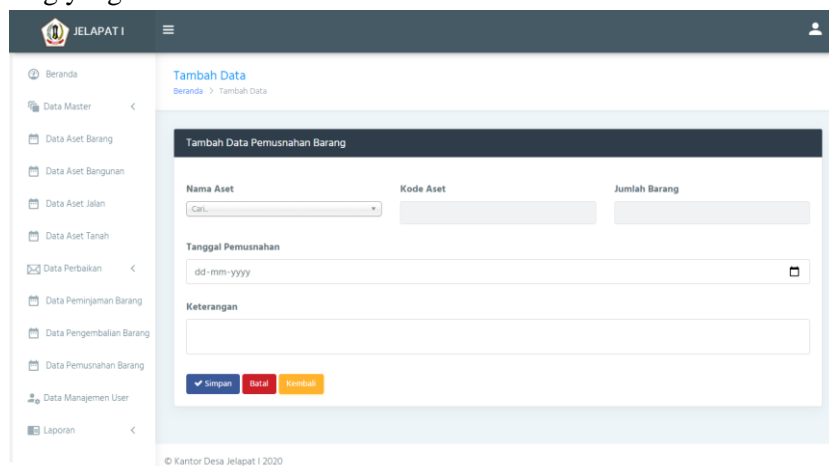 JELAPAT I
Beranda
Data Master
Data Aset Barang
Data Aset Bangunan
Data Aset Jalan
Data Aset Tanah
Data Perbaikan
Data Peminjaman Barang
Data Pengembalian Barang
Data Pemusnahan Barang
Data Manajemen User
Laporan
Tambah Data
Beranda > Tambah Data
Tambah Data Pemusnahan Barang
Nama Aset Kode Aset Jumlah Barang
Cari..
Tanggal Pemusnahan
dd-mm-yyyy
Keterangan
Simpan Batal Kembali
© Kantor Desa Jelapat I 2020